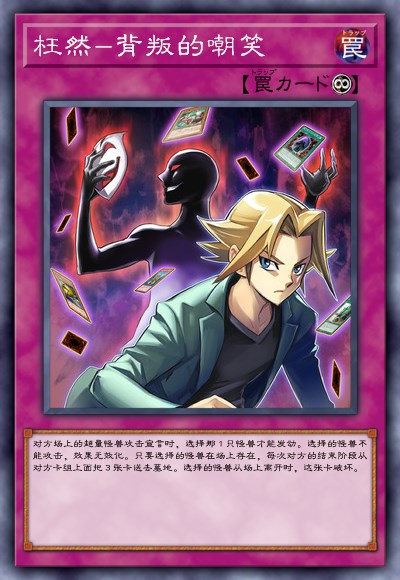 枉然-背叛的嘲笑
トラップ
罠
トラップ
【罠カード】
对方场上的超量怪兽攻击宣言时，选择那１只怪兽才能发动。选择的怪兽不
能攻击，效果无效化。只要选择的怪兽在场上存在，每次对方的结束阶段从
对方卡组上面把３张卡送去墓地。选择的怪兽从场上离开时，这张卡破坏。